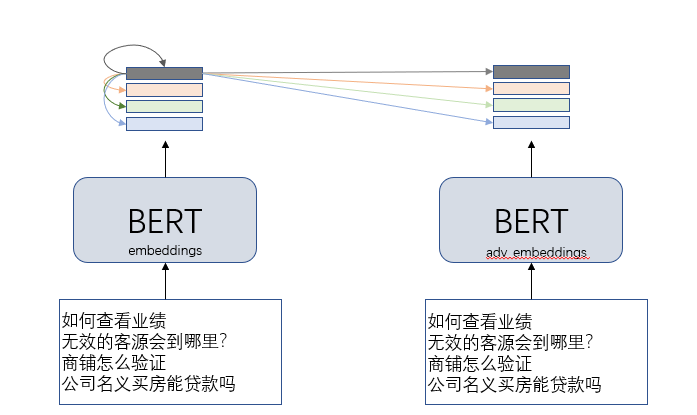 BERT
embeddings
如何查看业绩
无效的客源会到哪里?
商铺怎么验证
公司名义买房能贷款吗
BERT
adv_embeddings
如何查看业绩
无效的客源会到哪里?
商铺怎么验证
公司名义买房能贷款吗